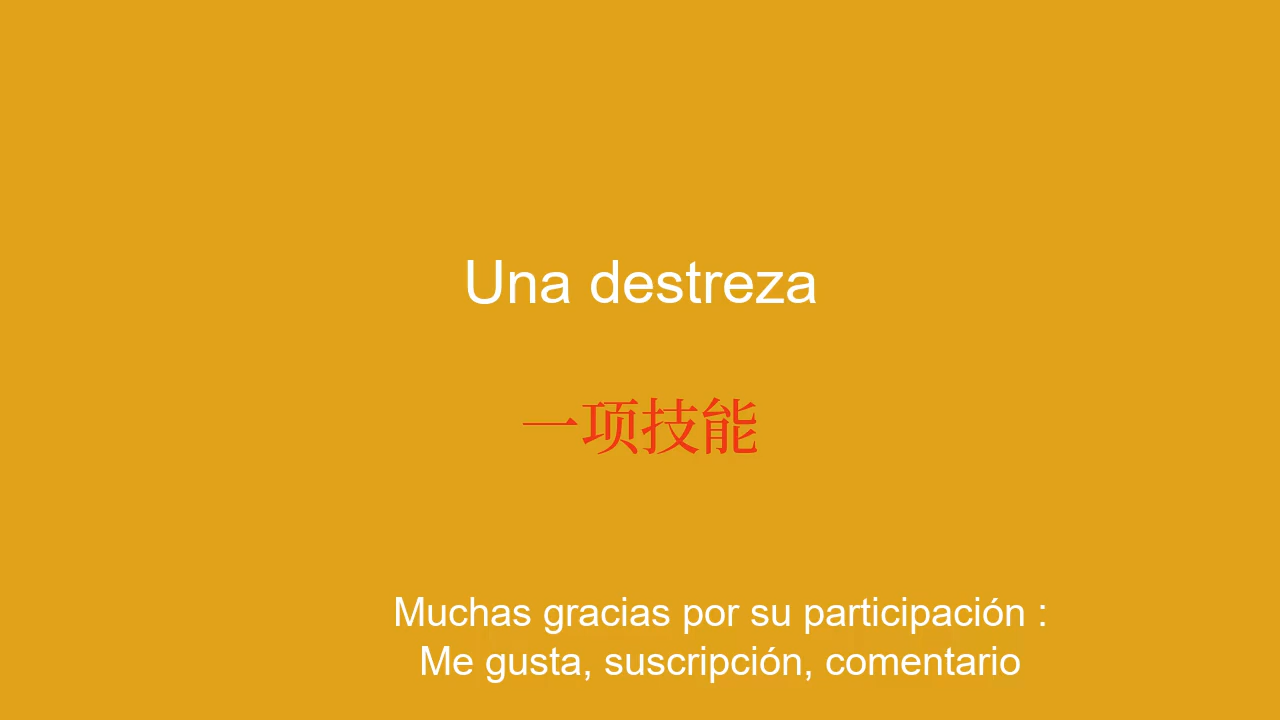 Una destreza
一项技能
Muchas gracias por su participación :
Me gusta, suscripción, comentario